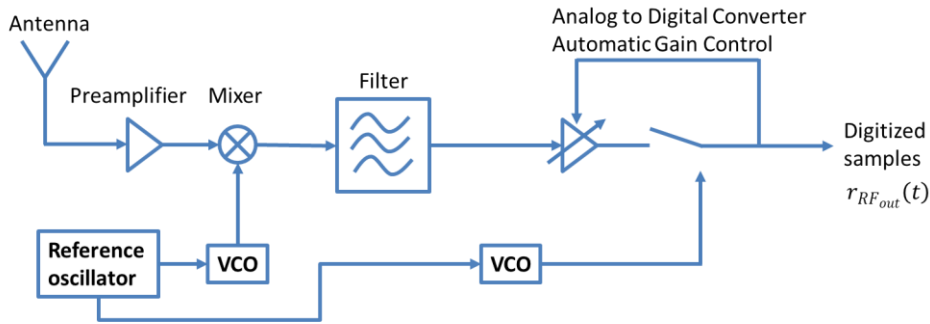 Antenna
Preamplifier
Mixer
Filter
Analog to Digital Converter
Automatic Gain Control
Digitized
samples
r_{RF_{out}}(t)
Reference
oscillator
VCO
VCO